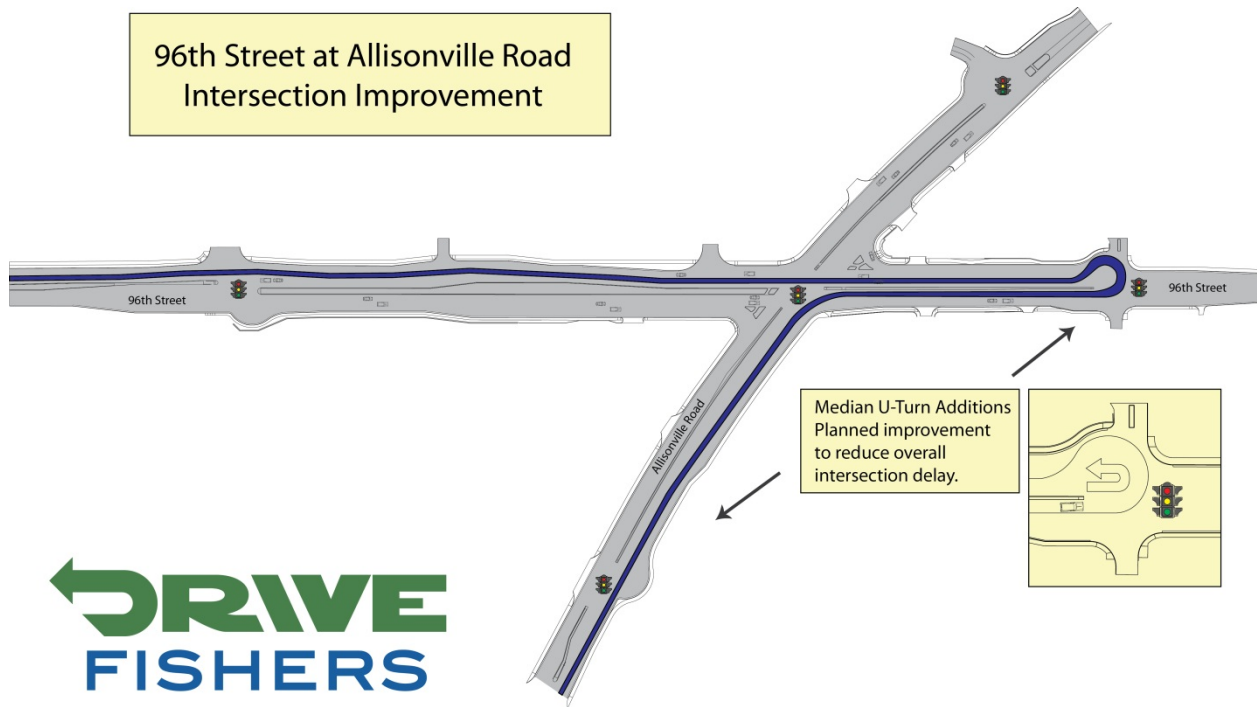 96th Street at Allisonville Road
Intersection Improvement
96th Street
96th Street
Allisonville Road
Median U-Turn Additions
Planned improvement
to reduce overall
intersection delay.
DRIVE
FISHERS